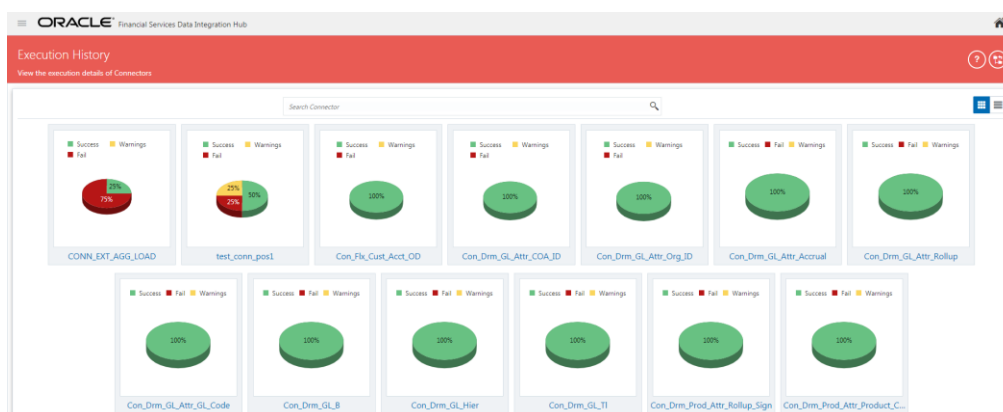 ORACLE Financial Services Data Integration Hub
Execution History
View the execution details of Connectors
?
Search Connector
Success Warnings
Fail
25%
75%
CONN_EXT_AGG_LOAD
Success Warnings
Fail
25%
50%
25%
test_conn_pos1
Success Warnings
Fail
100%
Con_Flx_Cust_Acct_OD
Success Warnings
Fail
100%
Con_Drm_GL_Attr_COA_ID
Success Warnings
Fail
100%
Con_Drm_GL_Attr_Org_ID
Success Fail Warnings
100%
Con_Drm_GL_Attr_Accrual
Success Fail Warnings
100%
Con_Drm_GL_Attr_Rollup
Success Fail Warnings
100%
Con_Drm_GL_Attr_GL_Code
Success Fail Warnings
100%
Con_Drm_GL_B
Success Fail Warnings
100%
Con_Drm_GL_Hier
Success Fail Warnings
100%
Con_Drm_GL_Tl
Success Fail Warnings
100%
Con_Drm_Prod_Attr_Rollup_Sign
Success Fail Warnings
100%
Con_Drm_Prod_Attr_Product_C...